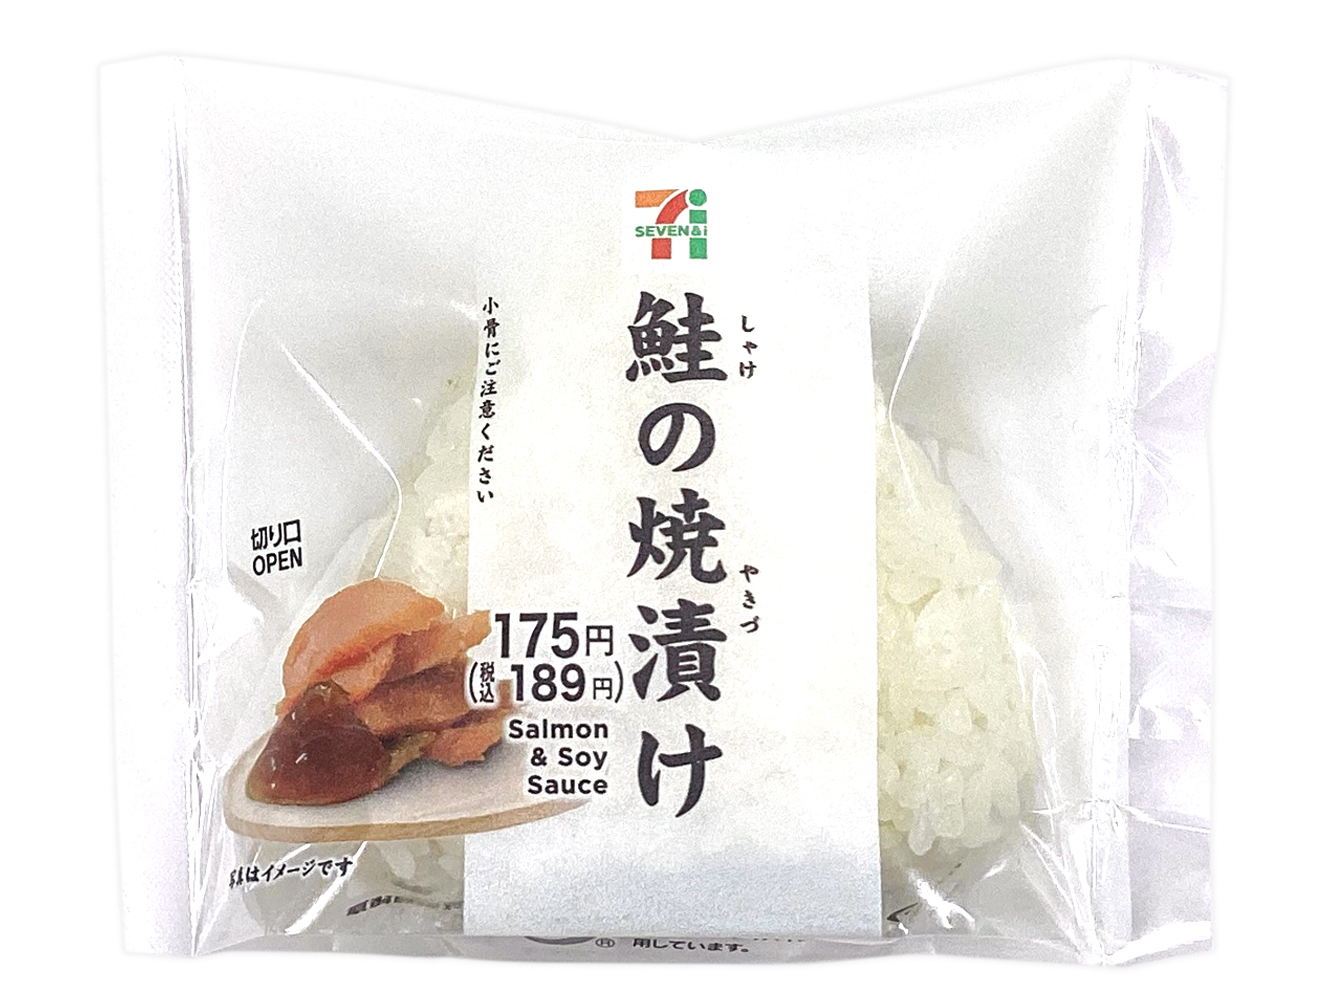 SEVEN&i
鮭の焼漬け
しゃけ
やきづ
小骨にご注意ください
切り口
OPEN
175円
(税込189円)
Salmon
& Soy
Sauce
写真はイメージです
用しています。